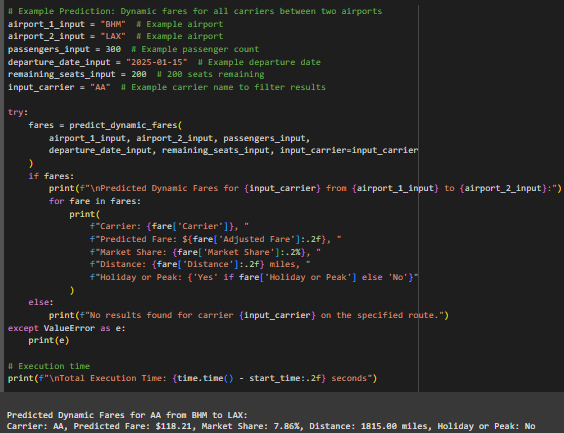 # Example Prediction: Dynamic fares for all carriers between two airports
airport_1_input = "BHM"  # Example airport
airport_2_input = "LAX"  # Example airport
passengers_input = 300  # Example passenger count
departure_date_input = "2025-01-15"  # Example departure date
remaining_seats_input = 200  # 200 seats remaining
input_carrier = "AA"  # Example carrier name to filter results

try:
    fares = predict_dynamic_fares(
        airport_1_input, airport_2_input, passengers_input,
        departure_date_input, remaining_seats_input, input_carrier=input_carrier
    )
    if fares:
        print(f"\nPredicted Dynamic Fares for {input_carrier} from {airport_1_input} to {airport_2_input}:")
        for fare in fares:
            print(
                f"Carrier: {fare['Carrier']}, "
                f"Predicted Fare: ${fare['Adjusted Fare']:.2f}, "
                f"Market Share: {fare['Market Share']:.2%}, "
                f"Distance: {fare['Distance']:.2f} miles, "
                f"Holiday or Peak: {'Yes' if fare['Holiday or Peak'] else 'No'}"
            )
    else:
        print(f"No results found for carrier {input_carrier} on the specified route.")
except ValueError as e:
    print(e)

# Execution time
print(f"\nTotal Execution Time: {time.time() - start_time:.2f} seconds")

Predicted Dynamic Fares for AA from BHM to LAX:
Carrier: AA, Predicted Fare: $118.21, Market Share: 7.86%, Distance: 1815.00 miles, Holiday or Peak: No